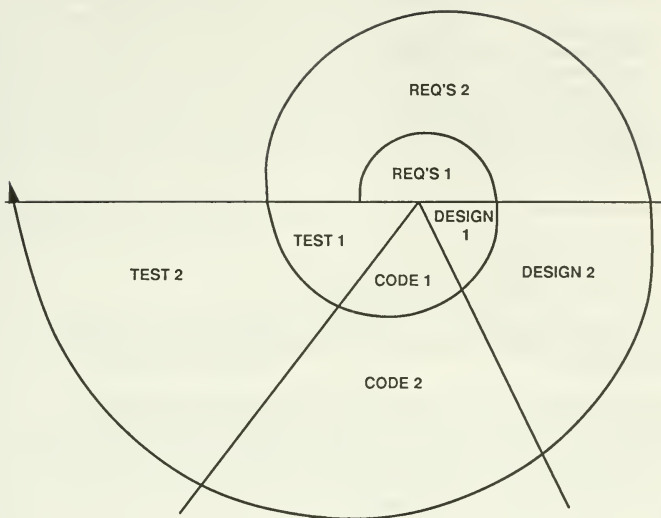 REQ'S 2
REQ'S 1
DESIGN
1
TEST 1
CODE 1
TEST 2
DESIGN 2
CODE 2